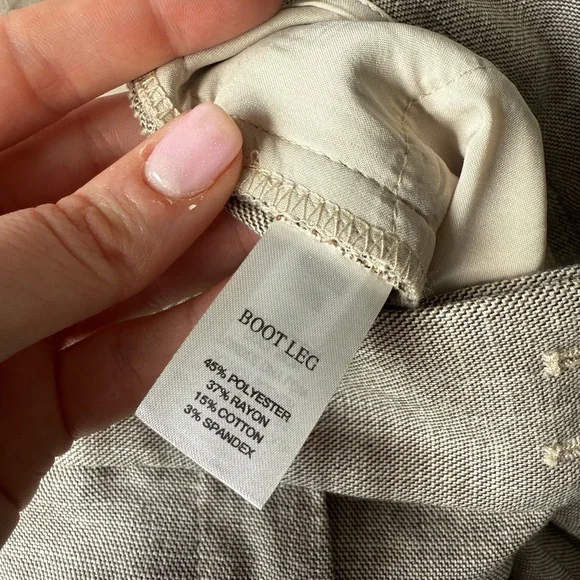 BOOT LEG
45% POLYESTER
37% RAYON
15% COTTON
3% SPANDEX